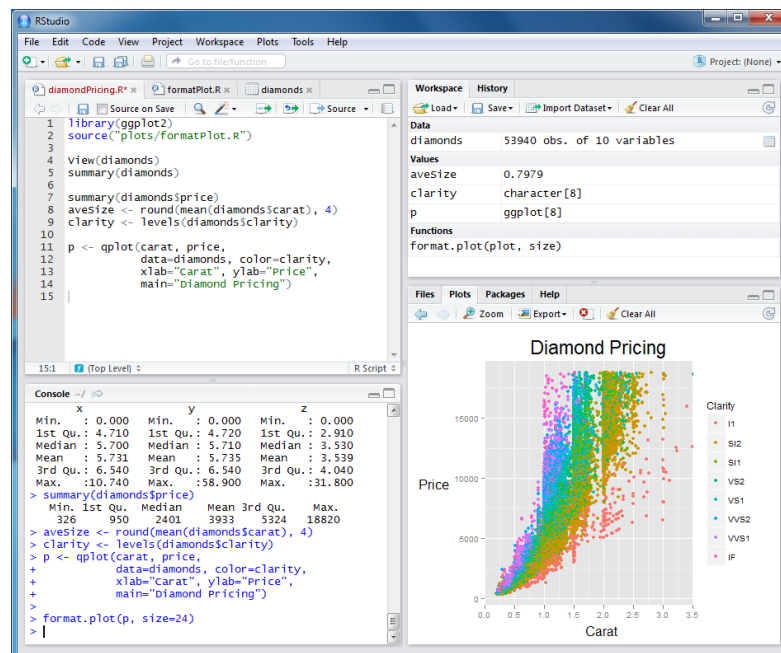 RStudio
File Edit Code View Project Workspace Plots Tools Help
Go to file/function
Project: (None)
diamondPricing.R* formatPlot.R diamonds
Source on Save Source
1 library(ggplot2)
2 source("plots/formatPlot.R")
3
4 View(diamonds)
5 summary(diamonds)
6
7 summary(diamonds$price)
8 aveSize <- round(mean(diamonds$carat), 4)
9 clarity <- levels(diamonds$clarity)
10
11 p <- qplot(carat, price,
12 data=diamonds, color=clarity,
13 xlab="Carat", ylab="Price",
14 main="Diamond Pricing")
15
15:1 (Top Level) R Script
Console ~/
x y z
Min. : 0.000 Min. : 0.000 Min. : 0.000
1st Qu.: 4.710 1st Qu.: 4.720 1st Qu.: 2.910
Median : 5.700 Median : 5.710 Median : 3.530
Mean : 5.731 Mean : 5.735 Mean : 3.539
3rd Qu.: 6.540 3rd Qu.: 6.540 3rd Qu.: 4.040
Max. :10.740 Max. :58.900 Max. :31.800
> summary(diamonds$price)
Min. 1st Qu. Median Mean 3rd Qu. Max.
326 950 2401 3933 5324 18820
> aveSize <- round(mean(diamonds$carat), 4)
> clarity <- levels(diamonds$clarity)
> p <- qplot(carat, price,
+ data=diamonds, color=clarity,
+ xlab="Carat", ylab="Price",
+ main="Diamond Pricing")
>
> format.plot(p, size=24)
>
Workspace History
Load Save Import Dataset Clear All
Data
diamonds 53940 obs. of 10 variables
Values
aveSize 0.7979
clarity character[8]
p ggplot[8]
Functions
format.plot(plot, size)
Files Plots Packages Help
Zoom Export Clear All
Diamond Pricing
Price
15000
10000
5000
0
0.0 0.5 1.0 1.5 2.0 2.5 3.0 3.5
Carat
Clarity
I1
SI2
SI1
VS2
VS1
VVS2
VVS1
IF